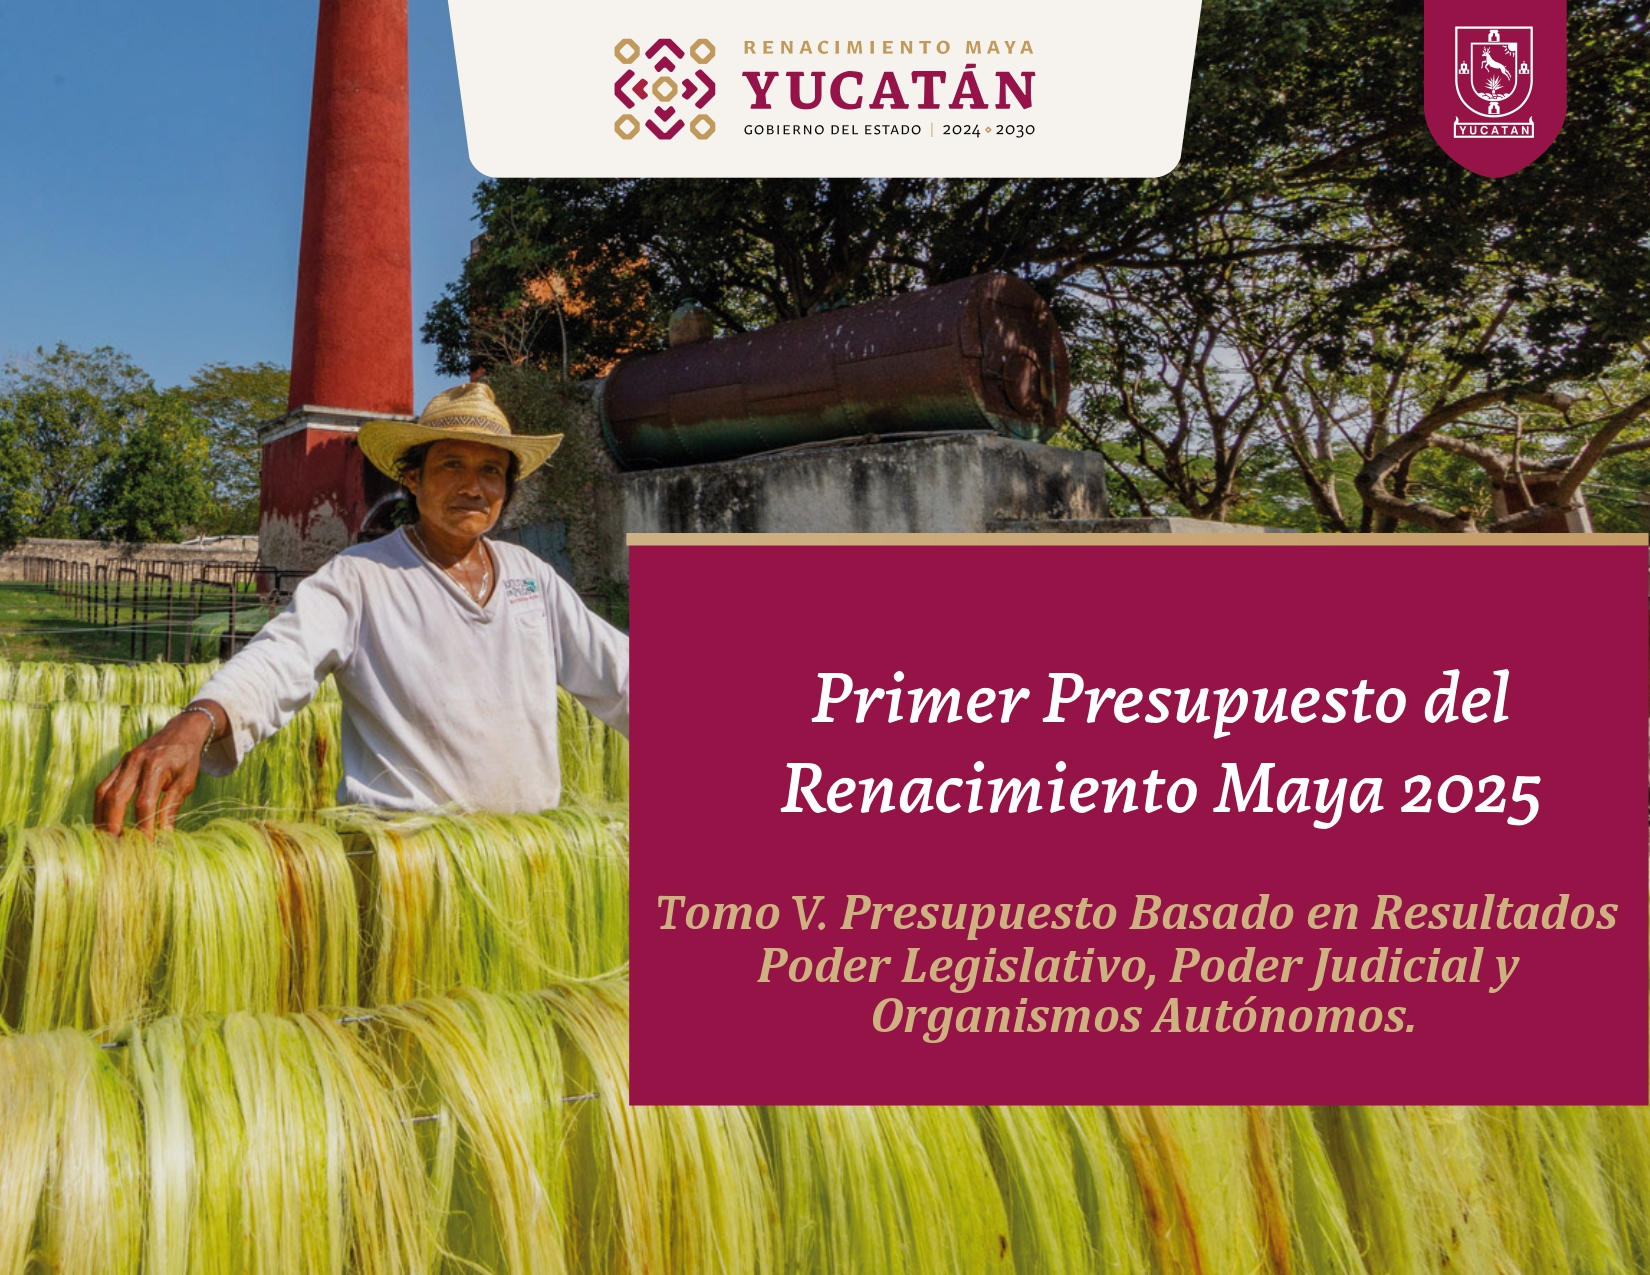 RENACIMIENTO MAYA
YUCATÁN
GOBIERNO DEL ESTADO | 2024 ⋄ 2030
YUCATAN
Primer Presupuesto del
Renacimiento Maya 2025
Tomo V. Presupuesto Basado en Resultados
Poder Legislativo, Poder Judicial y
Organismos Autónomos.